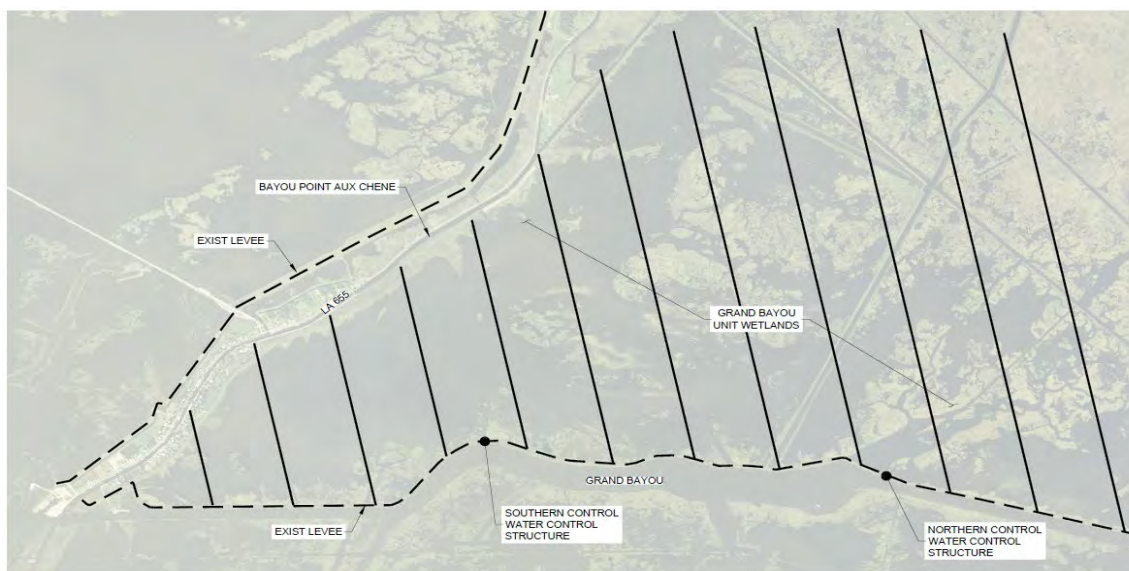 BAYOU POINT AUX CHENE
EXIST LEVEE
LA 655
GRAND BAYOU
UNIT WETLANDS
GRAND BAYOU
SOUTHERN CONTROL
WATER CONTROL
STRUCTURE
EXIST LEVEE
NORTHERN CONTROL
WATER CONTROL
STRUCTURE